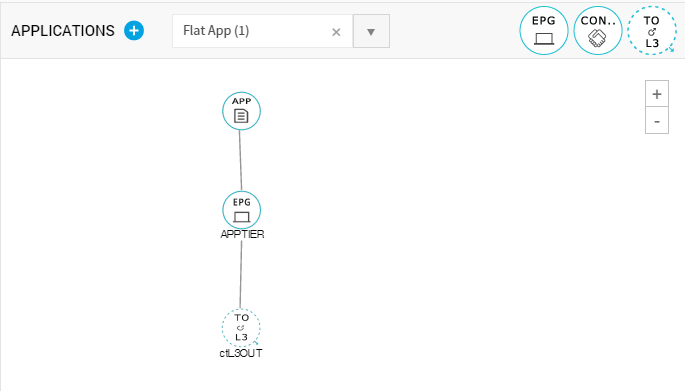 APPLICATIONS +
Flat App (1) × ▼
EPG
CON..
TO
L3
+
-
APP
EPG
APPTIER
TO
L3
ctL3OUT